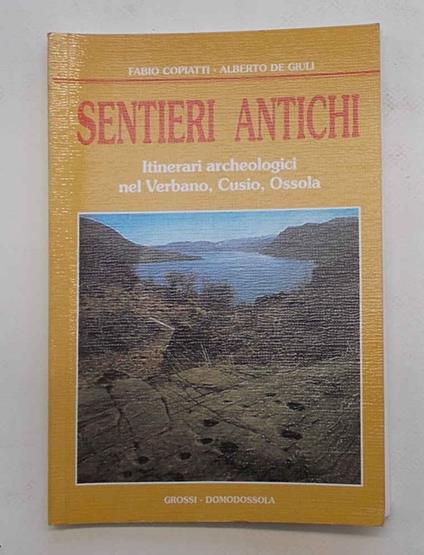 FABIO COPIATTI - ALBERTO DE GIULI
SENTIERI ANTICHI
Itinerari archeologici
nel Verbano, Cusio, Ossola
GROSSI - DOMODOSSOLA